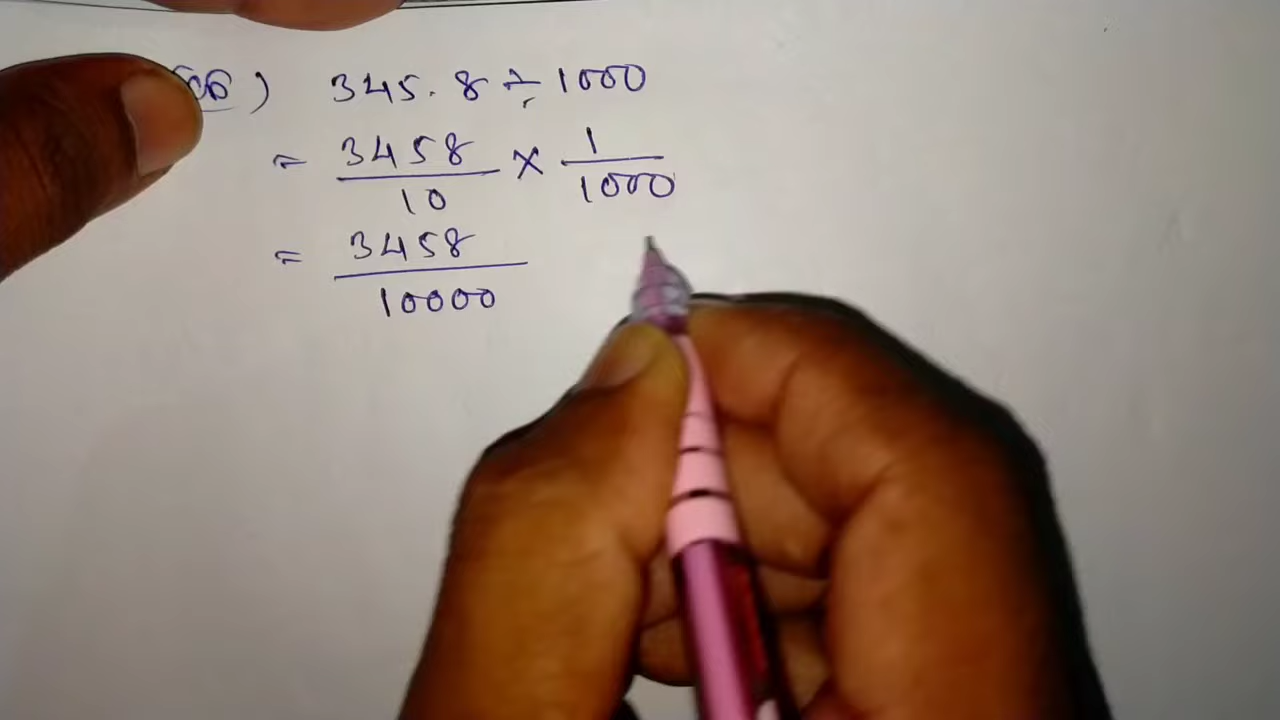 ) 345.8 ÷ 1000
= 3458/10 × 1/1000
= 3458/10000